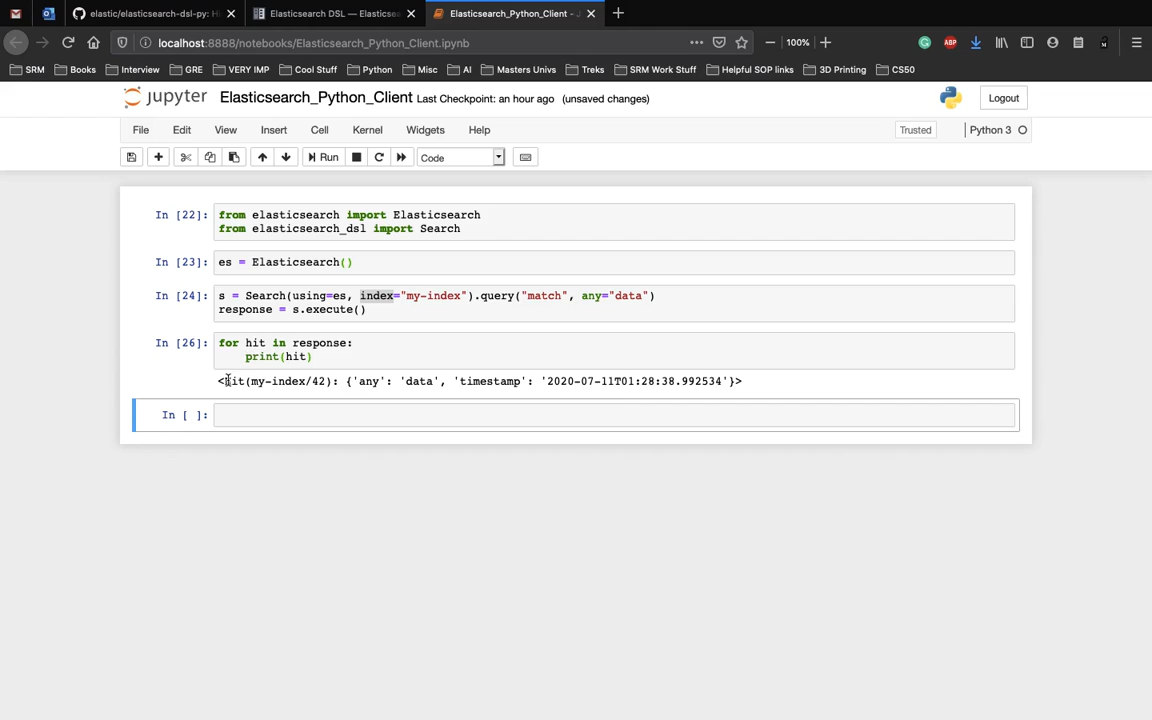 elastic/elasticsearch-dsl-py: Hi
Elasticsearch DSL — Elasticsea
Elasticsearch_Python_Client - J
localhost:8888/notebooks/Elasticsearch_Python_Client.ipynb
100%
ABP
SRM Books Interview GRE VERY IMP Cool Stuff Python Misc AI Masters Univs Treks SRM Work Stuff Helpful SOP links 3D Printing CS50
jupyter Elasticsearch_Python_Client Last Checkpoint: an hour ago (unsaved changes) Logout
File Edit View Insert Cell Kernel Widgets Help Trusted Python 3
Run Code
In [22]: from elasticsearch import Elasticsearch
from elasticsearch_dsl import Search
In [23]: es = Elasticsearch()
In [24]: s = Search(using=es, index="my-index").query("match", any="data")
response = s.execute()
In [26]: for hit in response:
print(hit)
<Hit(my-index/42): {'any': 'data', 'timestamp': '2020-07-11T01:28:38.992534'}>
In [ ]: